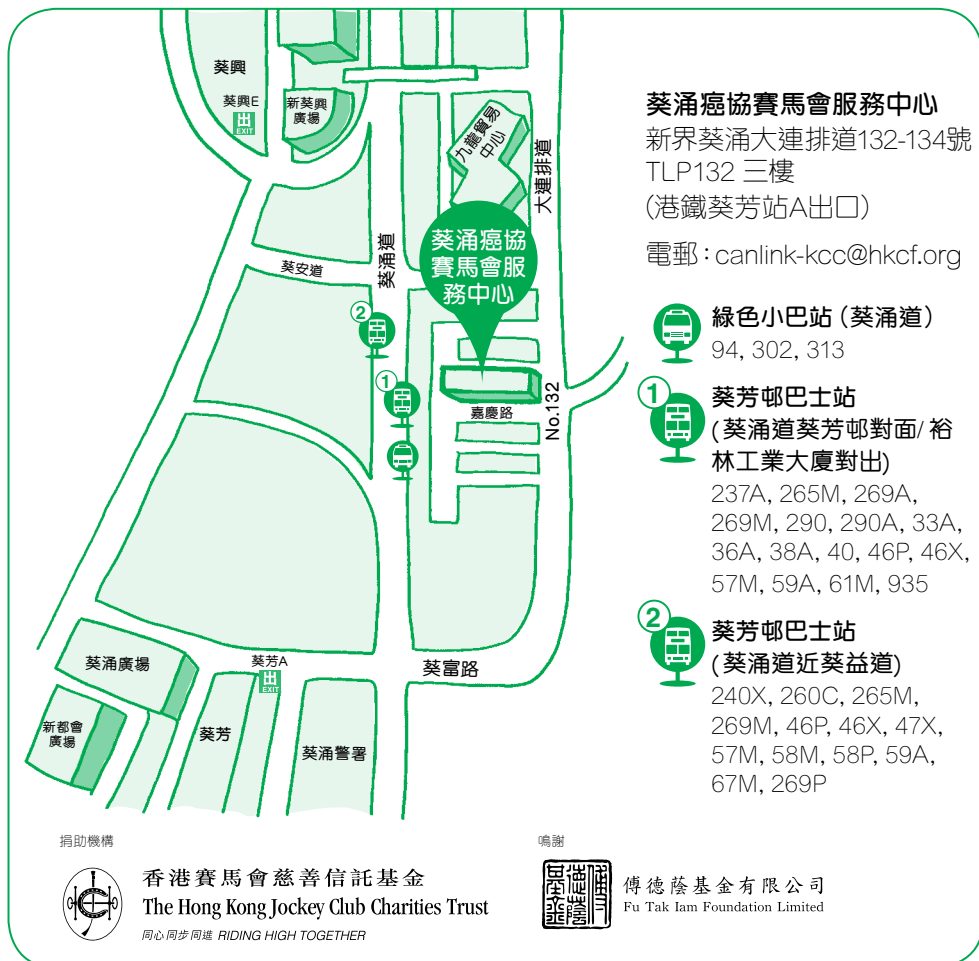 葵興
葵興E
出
EXIT
新葵興
廣場
九龍貿易
中心
大連排道
葵涌道
葵安道
葵涌癌協
賽馬會服
務中心
2
1
嘉慶路
No.132
葵涌廣場
葵芳A
出
EXIT
葵富路
新都會
廣場
葵芳
葵涌警署
葵涌癌協賽馬會服務中心
新界葵涌大連排道132-134號
TLP132 三樓
(港鐵葵芳站A出口)
電郵:canlink-kcc@hkcf.org
綠色小巴站 (葵涌道)
94, 302, 313
1
葵芳邨巴士站
(葵涌道葵芳邨對面/ 裕
林工業大廈對出)
237A, 265M, 269A,
269M, 290, 290A, 33A,
36A, 38A, 40, 46P, 46X,
57M, 59A, 61M, 935
2
葵芳邨巴士站
(葵涌道近葵益道)
240X, 260C, 265M,
269M, 46P, 46X, 47X,
57M, 58M, 58P, 59A,
67M, 269P
捐助機構
香港賽馬會慈善信託基金
The Hong Kong Jockey Club Charities Trust
同心同步同進 RIDING HIGH TOGETHER
鳴謝
傅德蔭基金
傅德蔭基金有限公司
Fu Tak Iam Foundation Limited